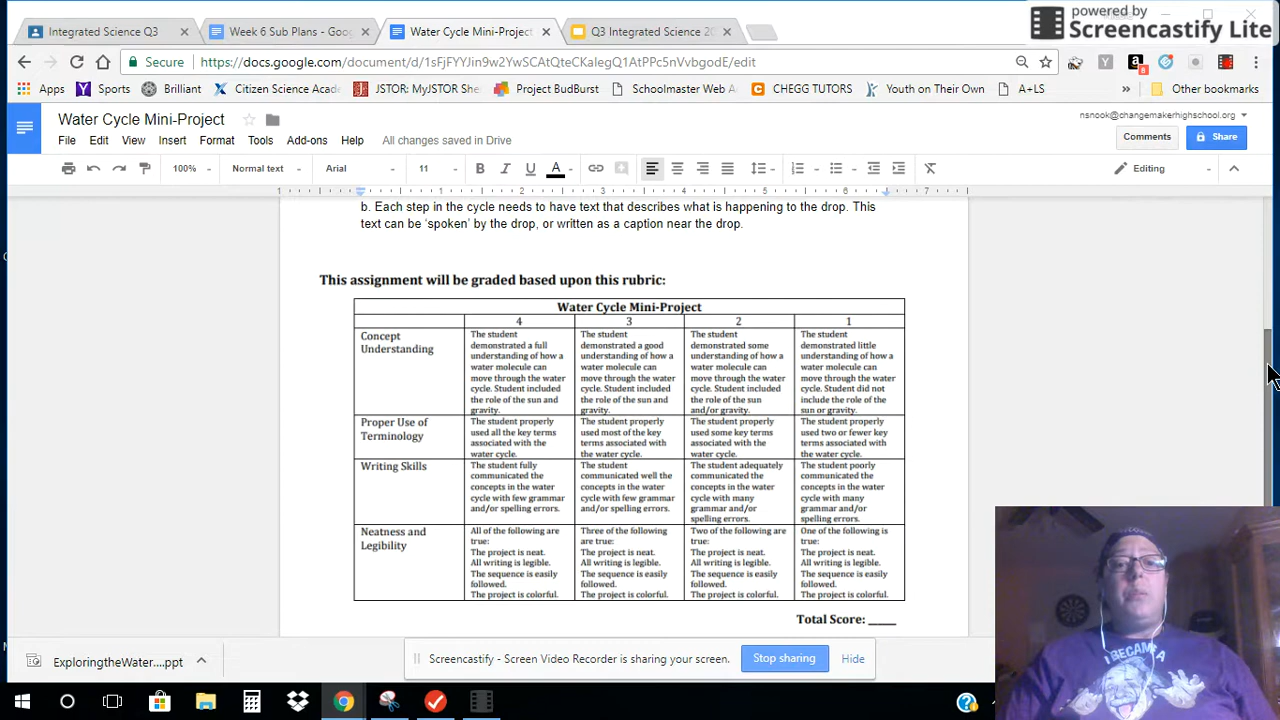 powered by
Screencastify Lite
Integrated Science Q3
Week 6 Sub Plans - Goog
Water Cycle Mini-Project
Q3 Integrated Science 20
Secure
https://docs.google.com/document/d/1sFjFYYJn9w2YwbCAtQteCKalegQ1AtPPc5nVvbgodE/edit
8
Apps
Sports
Brilliant
Citizen Science Acad
JSTOR: MyJSTOR She
Project BudBurst
Schoolmaster Web A
CHEGG TUTORS
Youth on Their Own
A+LS
Other bookmarks
Water Cycle Mini-Project
nsnook@changemakerhighschool.org
File Edit View Insert Format Tools Add-ons Help All changes saved in Drive
Comments
Share
100% Normal text Arial 11 B I U A Editing
1 1 2 3 4 5 6 7
b. Each step in the cycle needs to have text that describes what is happening to the drop. This
text can be ‘spoken’ by the drop, or written as a caption near the drop.
This assignment will be graded based upon this rubric:
Water Cycle Mini-Project
4 3 2 1
Concept
Understanding
The student
demonstrated a full
understanding of how a
water molecule can
move through the water
cycle. Student included
the role of the sun and
gravity.
The student
demonstrated a good
understanding of how a
water molecule can
move through the water
cycle. Student included
the role of the sun and
gravity.
The student
demonstrated some
understanding of how a
water molecule can
move through the water
cycle. Student included
the role of the sun
and/or gravity.
The student
demonstrated little
understanding of how a
water molecule can
move through the water
cycle. Student did not
include the role of the
sun or gravity.
Proper Use of
Terminology
The student properly
used all the key terms
associated with the
water cycle.
The student properly
used most of the key
terms associated with
the water cycle.
The student properly
used some key terms
associated with the
water cycle.
The student properly
used two or fewer key
terms associated with
the water cycle.
Writing Skills
The student fully
communicated the
concepts in the water
cycle with few grammar
and/or spelling errors.
The student
communicated well the
concepts in the water
cycle with few grammar
and/or spelling errors.
The student adequately
communicated the
concepts in the water
cycle with many
grammar and/or
spelling errors.
The student poorly
communicated the
concepts in the water
cycle with many
grammar and/or
spelling errors.
Neatness and
Legibility
All of the following are
true:
The project is neat.
All writing is legible.
The sequence is easily
followed.
The project is colorful.
Three of the following
are true:
The project is neat.
All writing is legible.
The sequence is easily
followed.
The project is colorful.
Two of the following are
true:
The project is neat.
All writing is legible.
The sequence is easily
followed.
The project is colorful.
One of the following is
true:
The project is neat.
All writing is legible.
The sequence is easily
followed.
The project is colorful.
Total Score: _____
I BECAME A
ExploringtheWater....ppt
Screencastify - Screen Video Recorder is sharing your screen.
Stop sharing
Hide